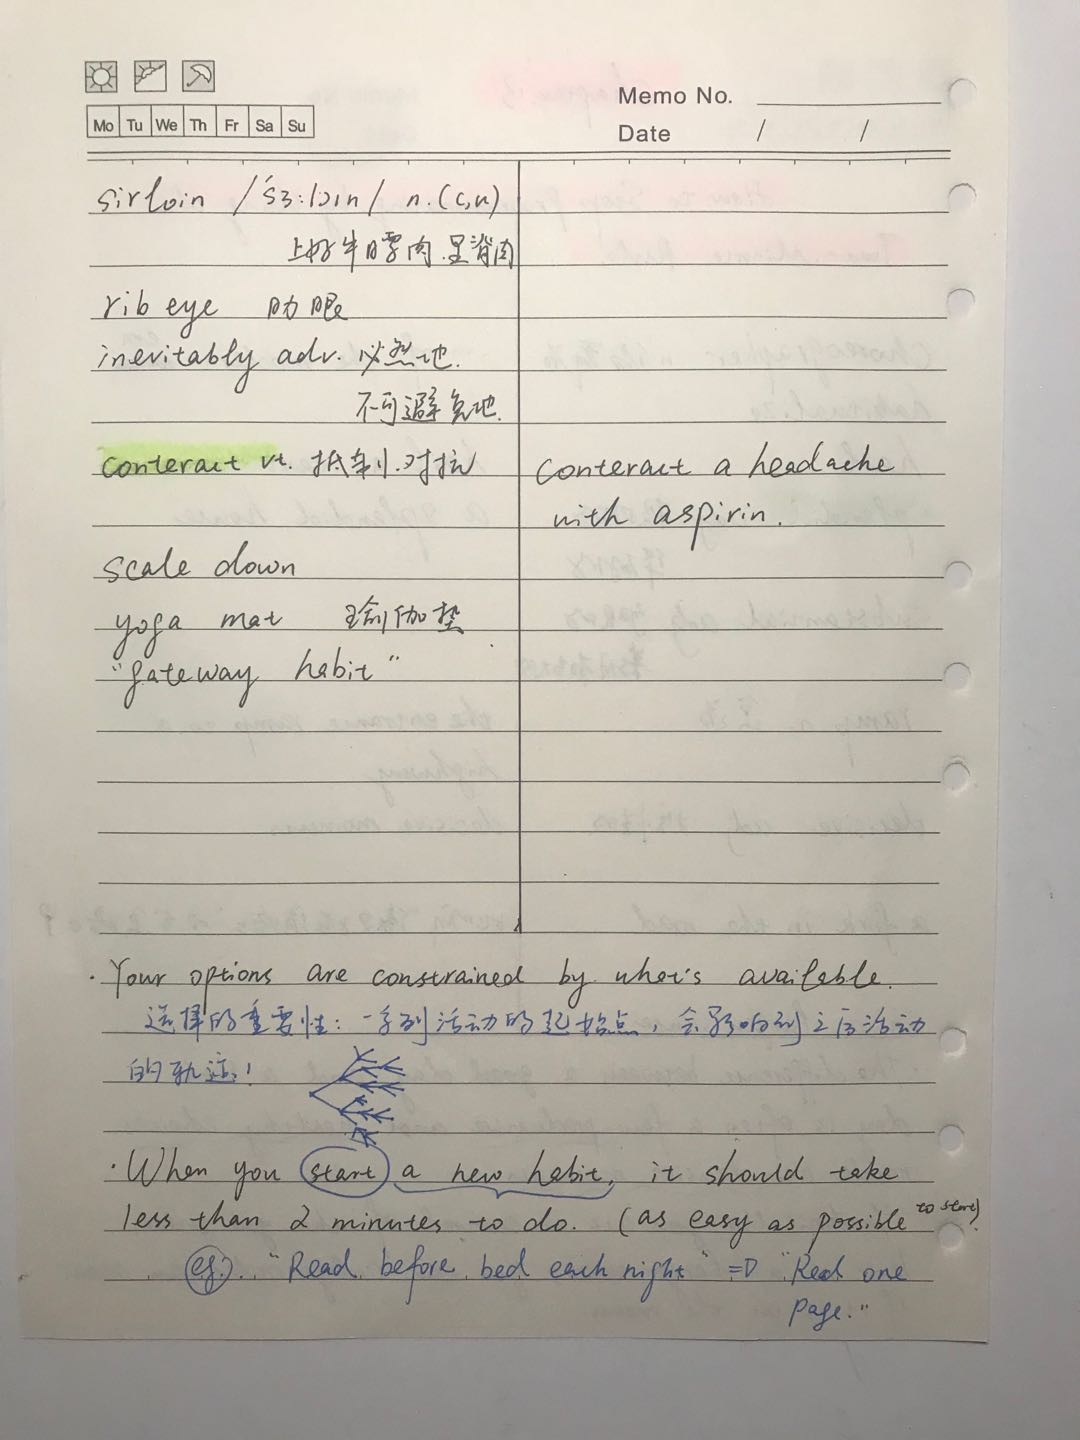 Mo Tu We Th Fr Sa Su
Memo No.
Date / /
sirloin /ˈsɜ:lɔɪn/ n.(c,u)
上好牛腰肉.里脊肉
rib eye 肋眼
inevitably adv. 必然地.
不可避免地.
conteract vt. 抵制.对抗
conteract a headache
with aspirin.
scale down
yoga mat 瑜伽垫
"gateway habit"
· Your options are constrained by what's available.
选择的重要性: 一系列活动的起始点, 会影响到之后活动
的轨迹!
· When you start a new habit, it should take
less than 2 minutes to do. (as easy as possible to start)
eg). "Read before bed each night" => "Read one
page."